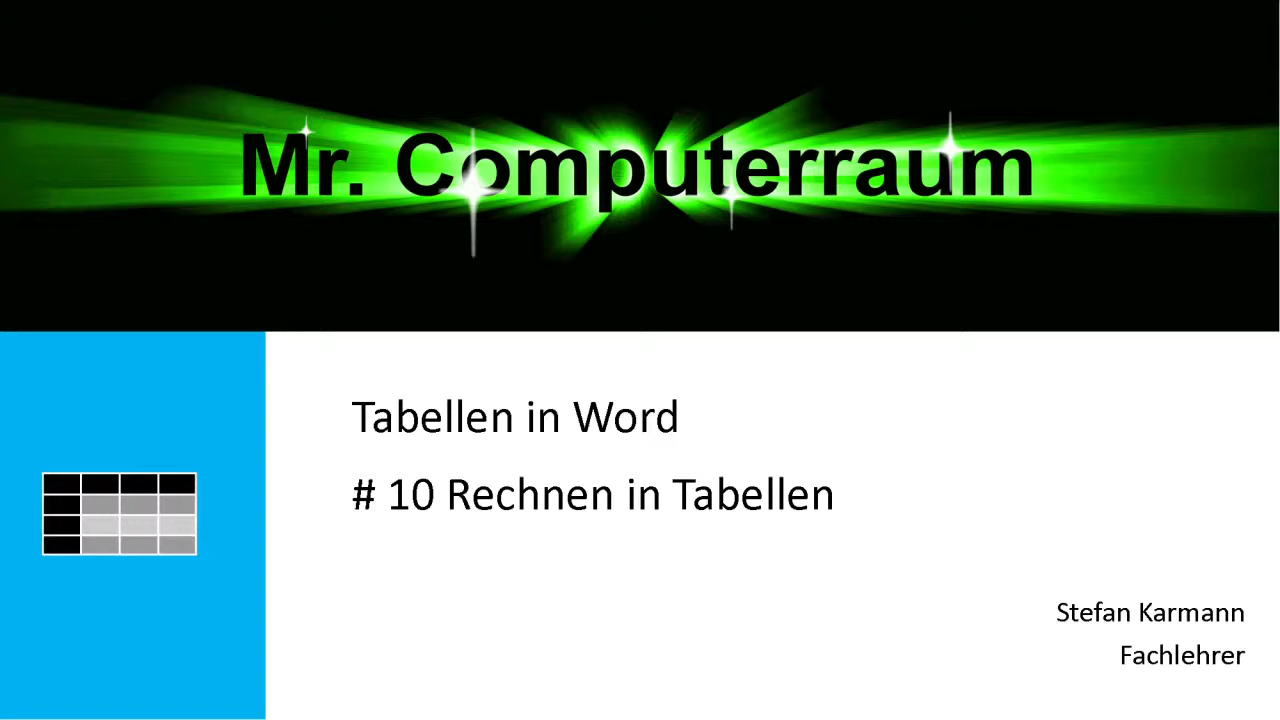 Mr. Computerraum
Tabellen in Word
# 10 Rechnen in Tabellen
Stefan Karmann
Fachlehrer